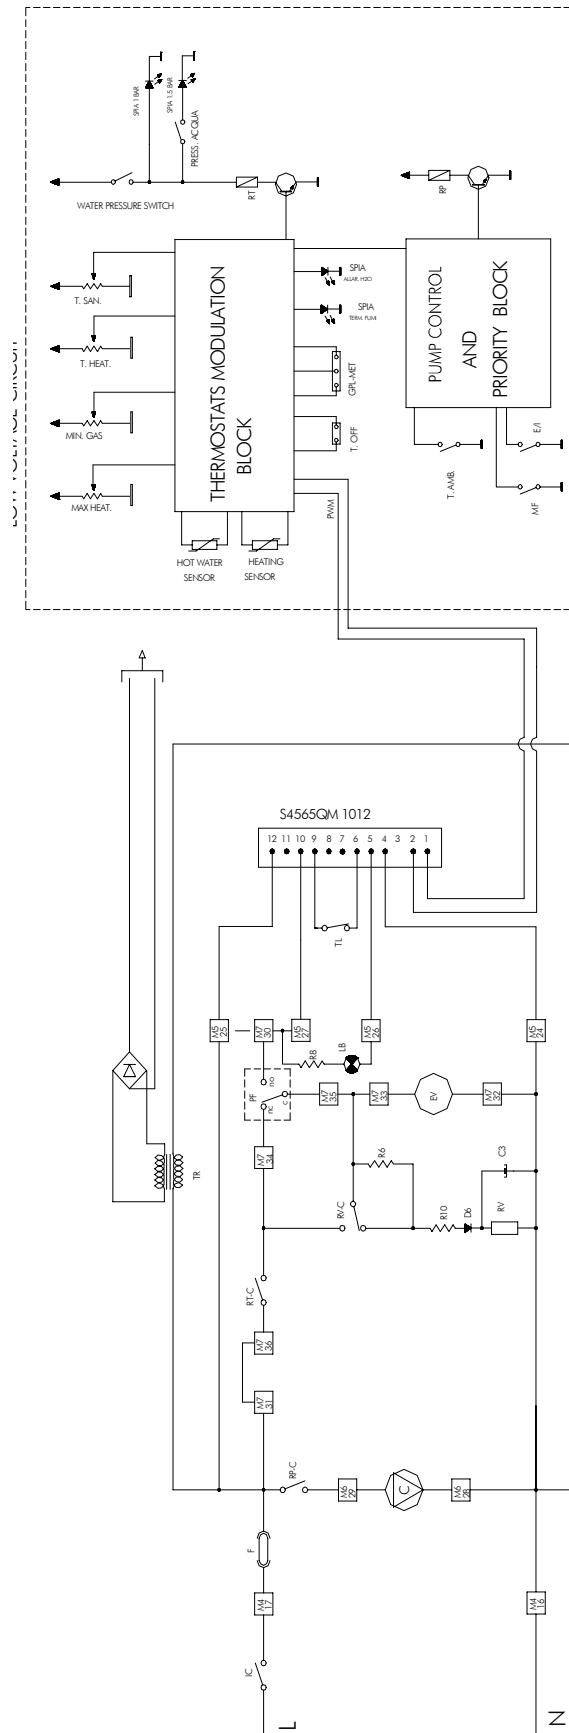 SPIA 1 BAR
SPIA 1.5 BAR
PRESS. ACQUA
WATER PRESSURE SWITCH
RT
RP
T. SAN.
T. HEAT.
MIN. GAS
MAX HEAT.
THERMOSTATS MODULATION
BLOCK
SPIA
ALLAR. H2O
SPIA
TERM. FUMI
GPL-MET
T. OFF
PWM
PUMP CONTROL
AND
PRIORITY BLOCK
T. AMB.
E/I
MF
HOT WATER
SENSOR
HEATING
SENSOR
S4565QM 1012
12 11 10 9 8 7 6 5 4 3 2 1
TL
M5
25
M7
30
M5
27
M5
26
M5
24
R8
LB
PF
no
nc
c
M7
35
M7
33
EV
M7
32
M7
34
TR
R6
RV-C
R10
D6
C3
RV
RT-C
M7
36
M7
31
RP-C
M6
29
C
M6
28
F
M4
17
M4
16
IC
L
N